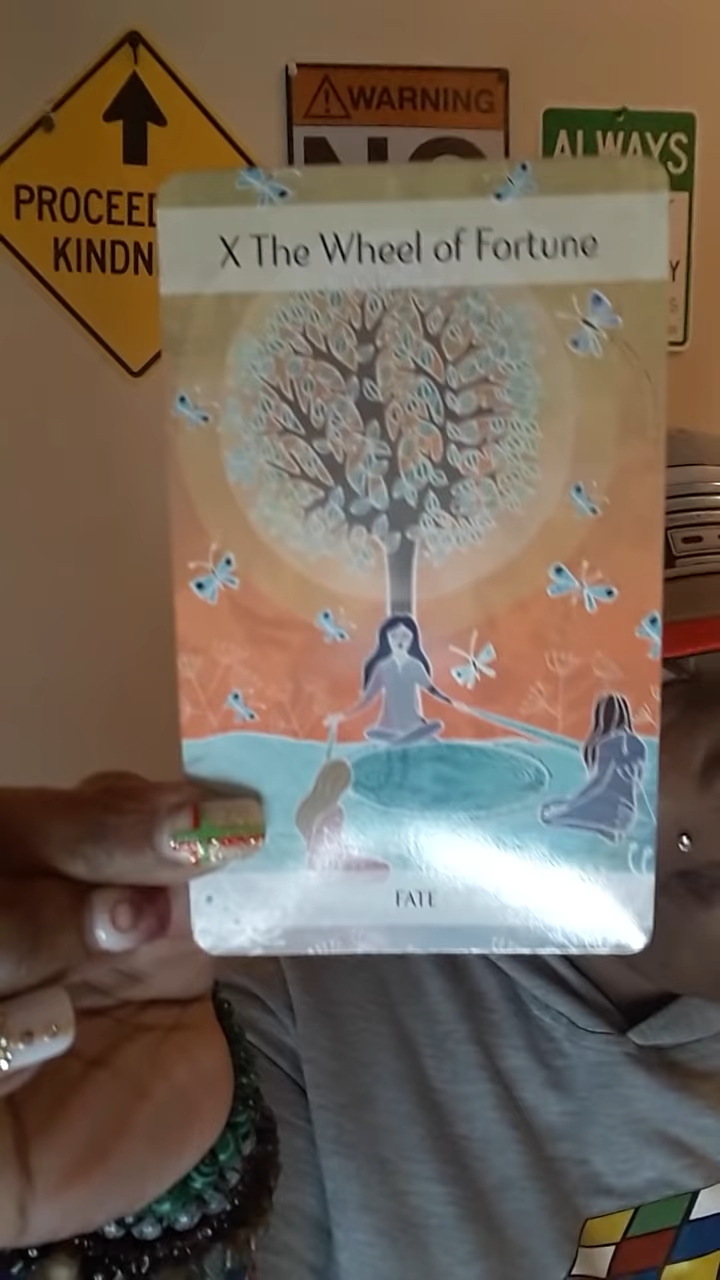 PROCEED
KINDN
WARNING
NO
ALWAYS
X The Wheel of Fortune
FATE